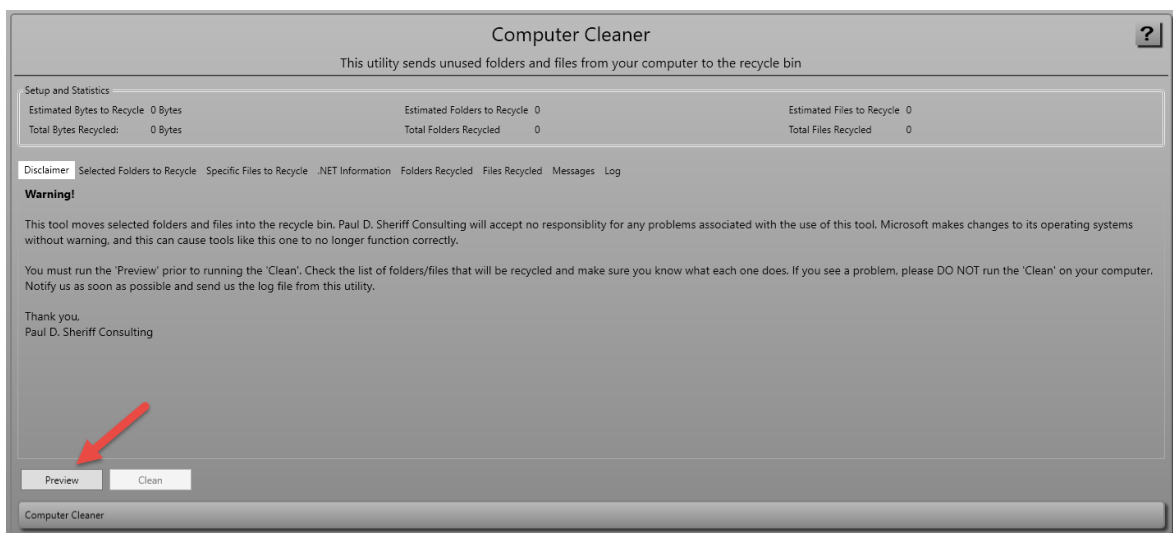 Computer Cleaner
?
This utility sends unused folders and files from your computer to the recycle bin
Setup and Statistics
Estimated Bytes to Recycle 0 Bytes Estimated Folders to Recycle 0 Estimated Files to Recycle 0
Total Bytes Recycled: 0 Bytes Total Folders Recycled 0 Total Files Recycled 0
Disclaimer Selected Folders to Recycle Specific Files to Recycle .NET Information Folders Recycled Files Recycled Messages Log
Warning!
This tool moves selected folders and files into the recycle bin. Paul D. Sheriff Consulting will accept no responsiblity for any problems associated with the use of this tool. Microsoft makes changes to its operating systems
without warning, and this can cause tools like this one to no longer function correctly.
You must run the 'Preview' prior to running the 'Clean'. Check the list of folders/files that will be recycled and make sure you know what each one does. If you see a problem, please DO NOT run the 'Clean' on your computer.
Notify us as soon as possible and send us the log file from this utility.
Thank you,
Paul D. Sheriff Consulting
Preview Clean
Computer Cleaner